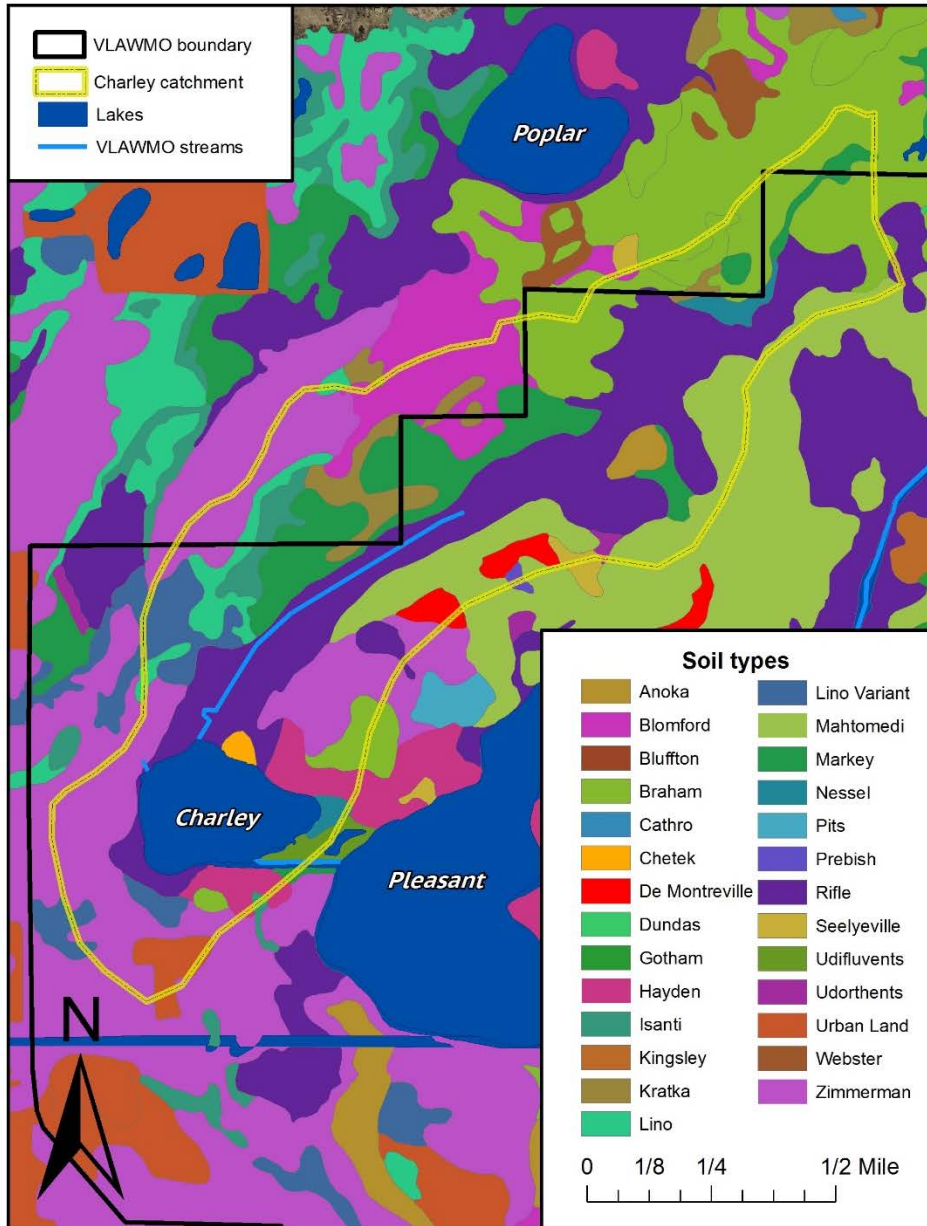 VLAWMO boundary
Charley catchment
Lakes
VLAWMO streams
Poplar
Charley
Pleasant
N
Soil types
Anoka
Blomford
Bluffton
Braham
Cathro
Chetek
De Montreville
Dundas
Gotham
Hayden
Isanti
Kingsley
Kratka
Lino
Lino Variant
Mahtomedi
Markey
Nessel
Pits
Prebish
Rifle
Seelyeville
Udifluvents
Udorthents
Urban Land
Webster
Zimmerman
0 1/8 1/4 1/2 Mile